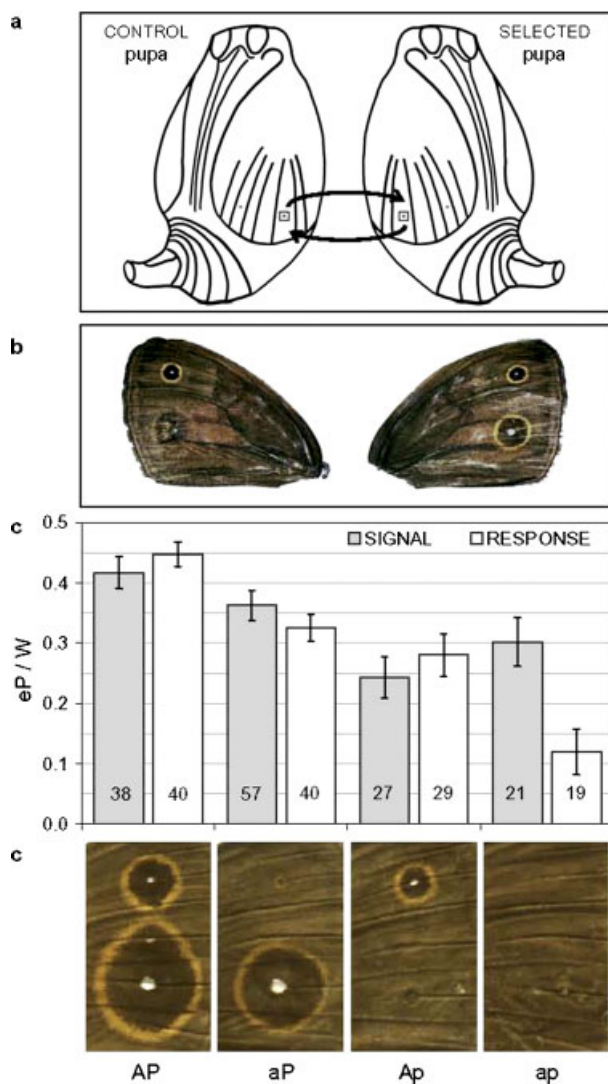 a
CONTROL
pupa
SELECTED
pupa
b
c
0.5
0.4
0.3
0.2
0.1
0.0
eP / W
SIGNAL
RESPONSE
38
40
57
40
27
29
21
19
c
AP
aP
Ap
ap